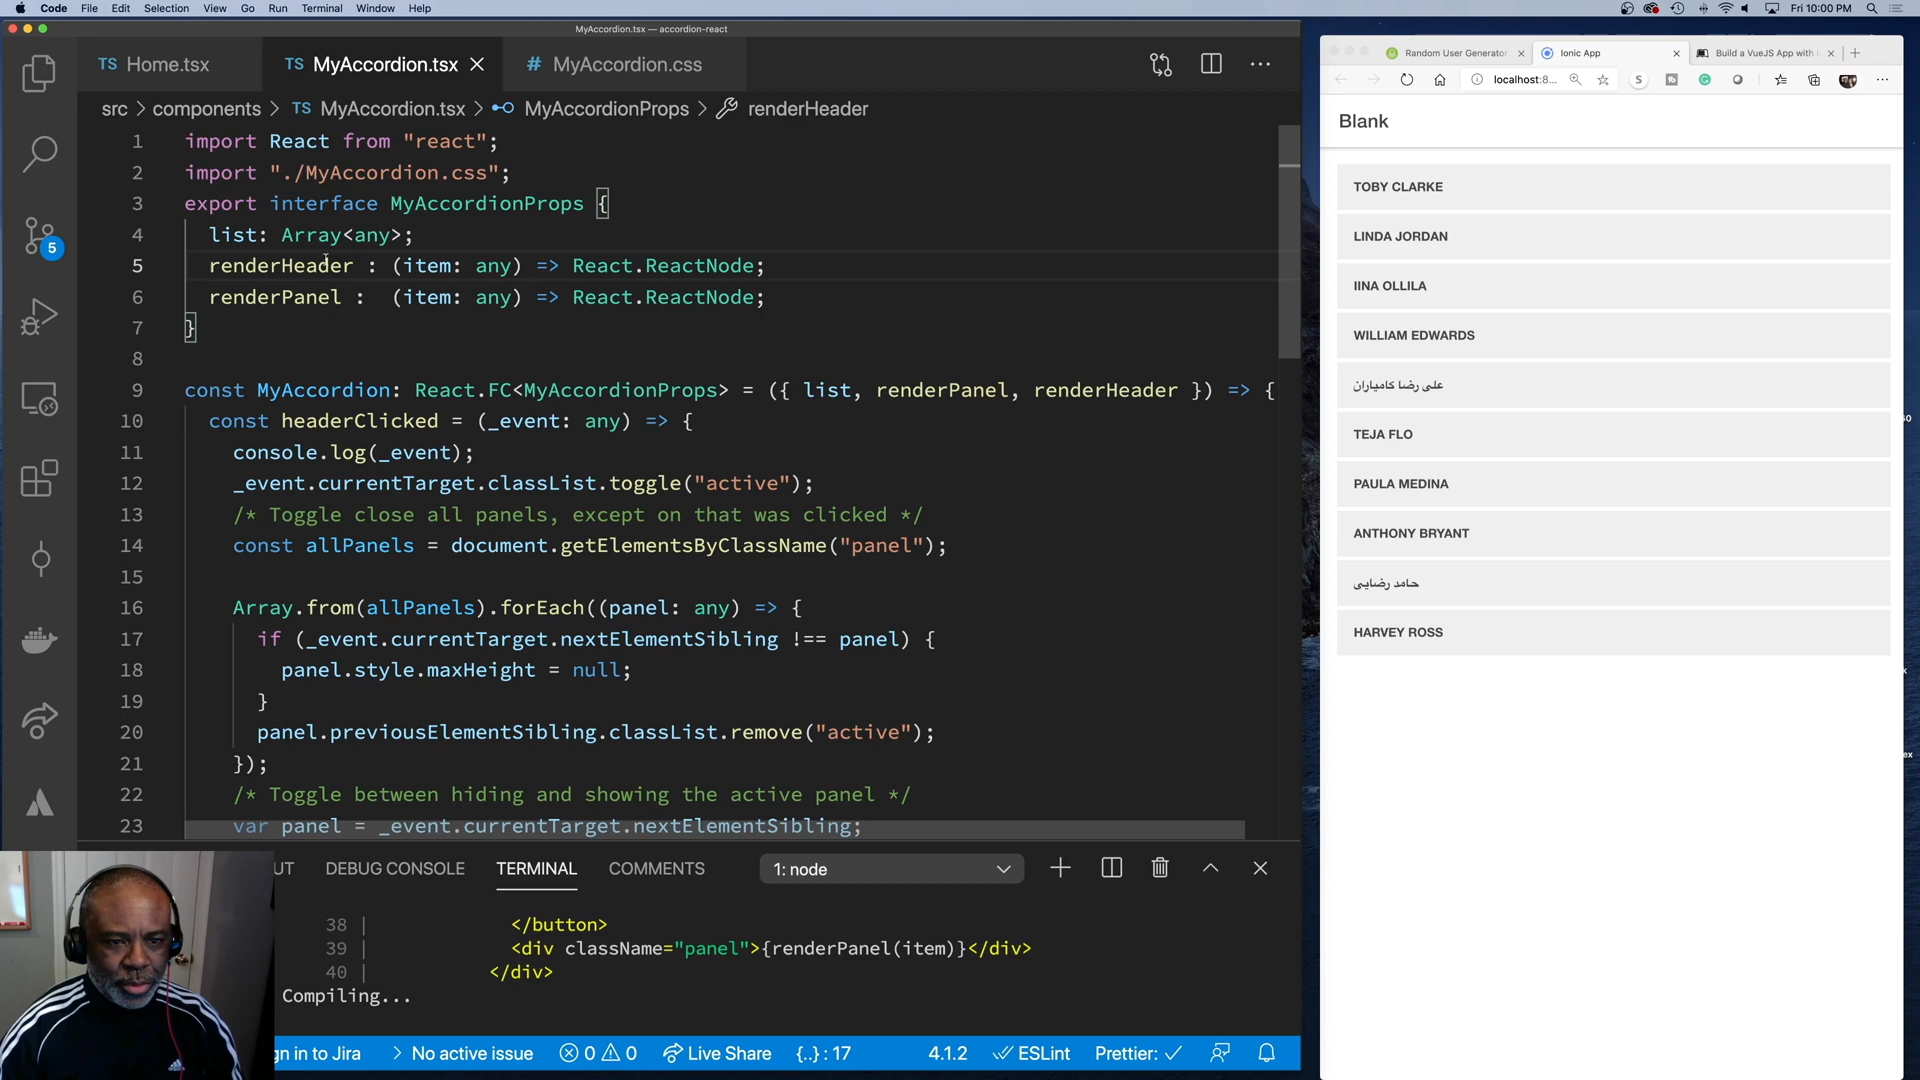 Code File Edit Selection View Go Run Terminal Window Help
Fri 10:00 PM
MyAccordion.tsx — accordion-react
TS Home.tsx
TS MyAccordion.tsx
# MyAccordion.css
src > components > TS MyAccordion.tsx > MyAccordionProps > renderHeader
1 import React from "react";
2 import "./MyAccordion.css";
3 export interface MyAccordionProps {
4 list: Array<any>;
5 renderHeader : (item: any) => React.ReactNode;
6 renderPanel :  (item: any) => React.ReactNode;
7 }
8
9 const MyAccordion: React.FC<MyAccordionProps> = ({ list, renderPanel, renderHeader }) => {
10 const headerClicked = (_event: any) => {
11 console.log(_event);
12 _event.currentTarget.classList.toggle("active");
13 /* Toggle close all panels, except on that was clicked */
14 const allPanels = document.getElementsByClassName("panel");
15
16 Array.from(allPanels).forEach((panel: any) => {
17 if (_event.currentTarget.nextElementSibling !== panel) {
18 panel.style.maxHeight = null;
19 }
20 panel.previousElementSibling.classList.remove("active");
21 });
22 /* Toggle between hiding and showing the active panel */
23 var panel = _event.currentTarget.nextElementSibling;
5
UT DEBUG CONSOLE TERMINAL COMMENTS 1: node
38 | </button>
39 | <div className="panel">{renderPanel(item)}</div>
40 | </div>
Compiling...
gn in to Jira No active issue 0 0 Live Share {..} : 17 4.1.2 ESLint Prettier: ✓
Random User Generator
Ionic App
Build a VueJS App with
localhost:8...
Blank
TOBY CLARKE
LINDA JORDAN
IINA OLLILA
WILLIAM EDWARDS
علی رضا کامیاران
TEJA FLO
PAULA MEDINA
ANTHONY BRYANT
حامد رضایی
HARVEY ROSS